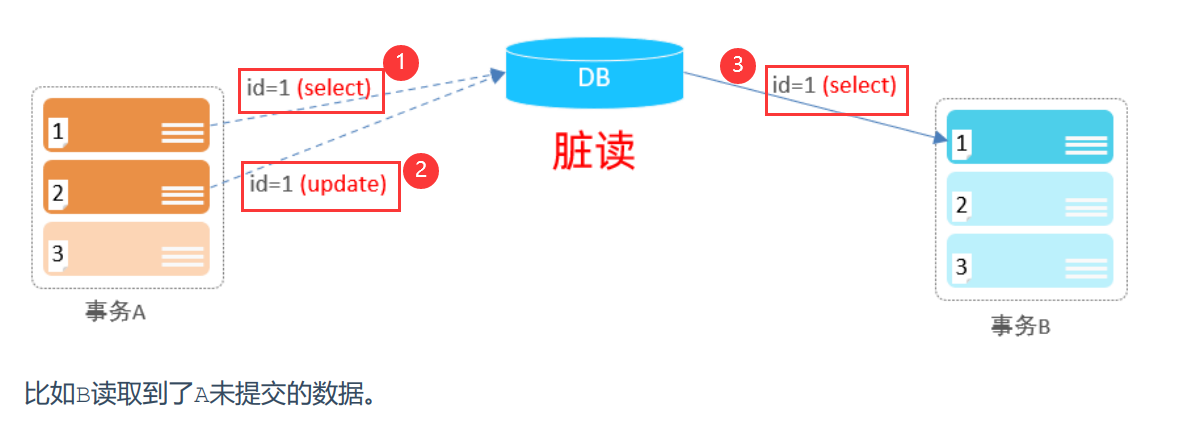 1
id=1 (select)
DB
3
id=1 (select)
1
2
id=1 (update)
2
3
脏读
1
2
3
事务A
事务B
比如B读取到了A未提交的数据。